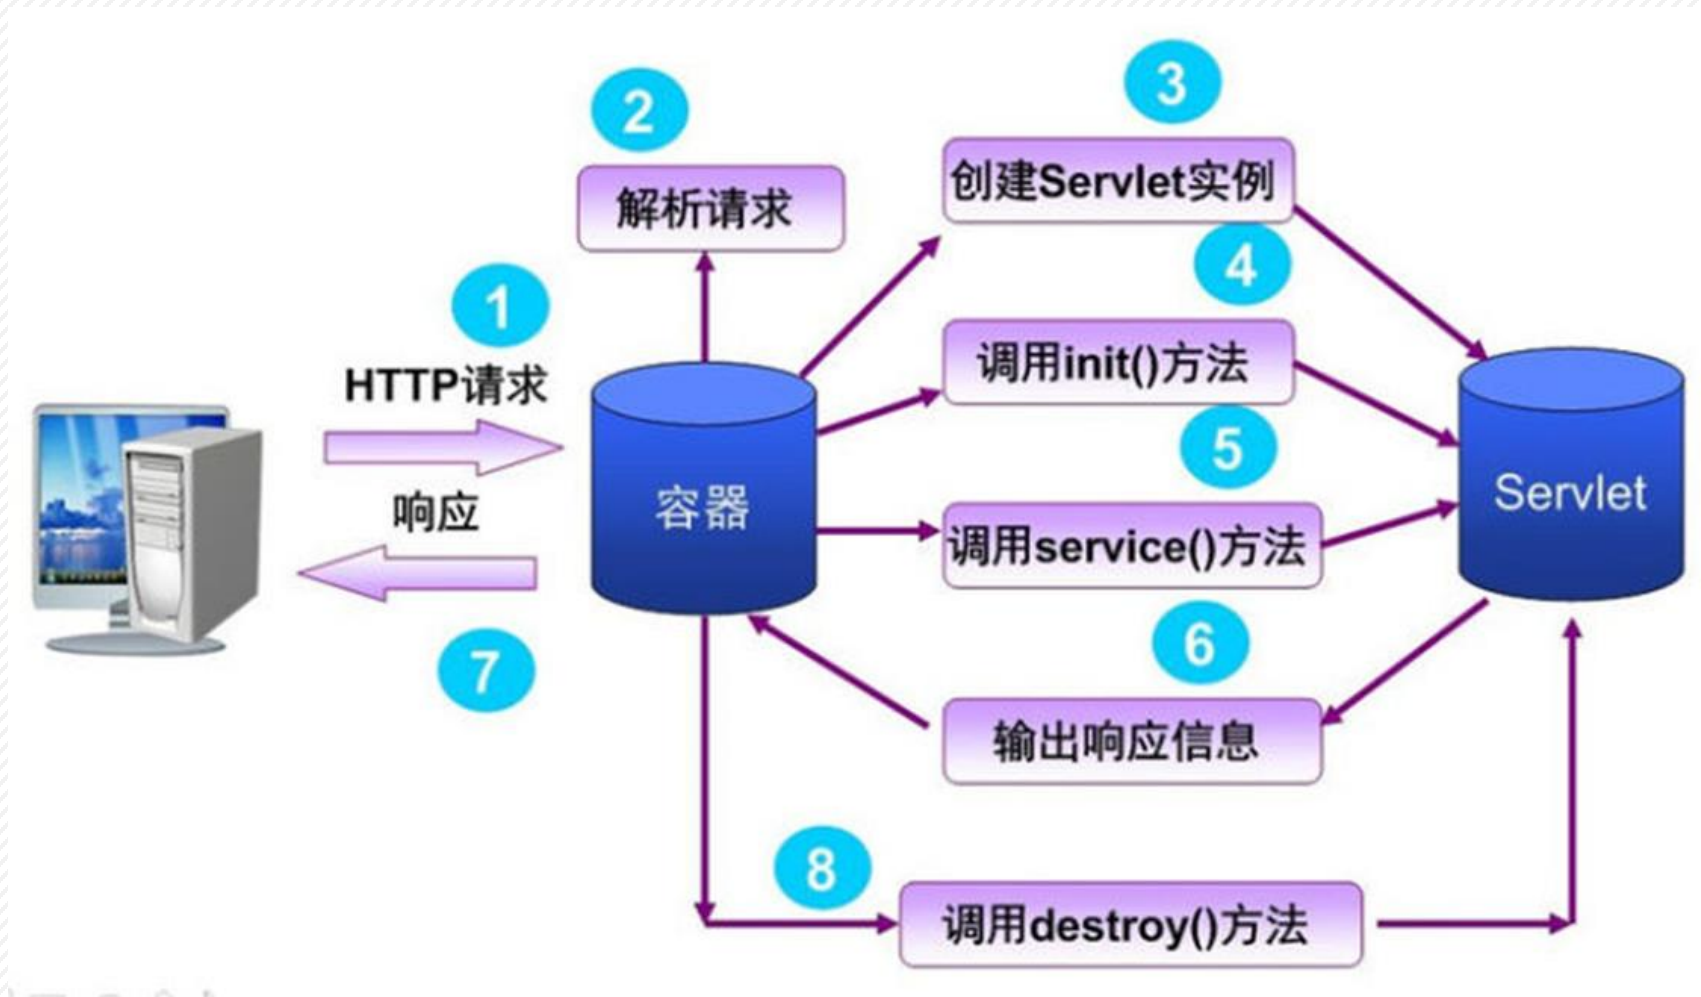 1
HTTP请求
2
解析请求
3
创建Servlet实例
4
调用init()方法
5
调用service()方法
容器
Servlet
6
输出响应信息
响应
7
8
调用destroy()方法